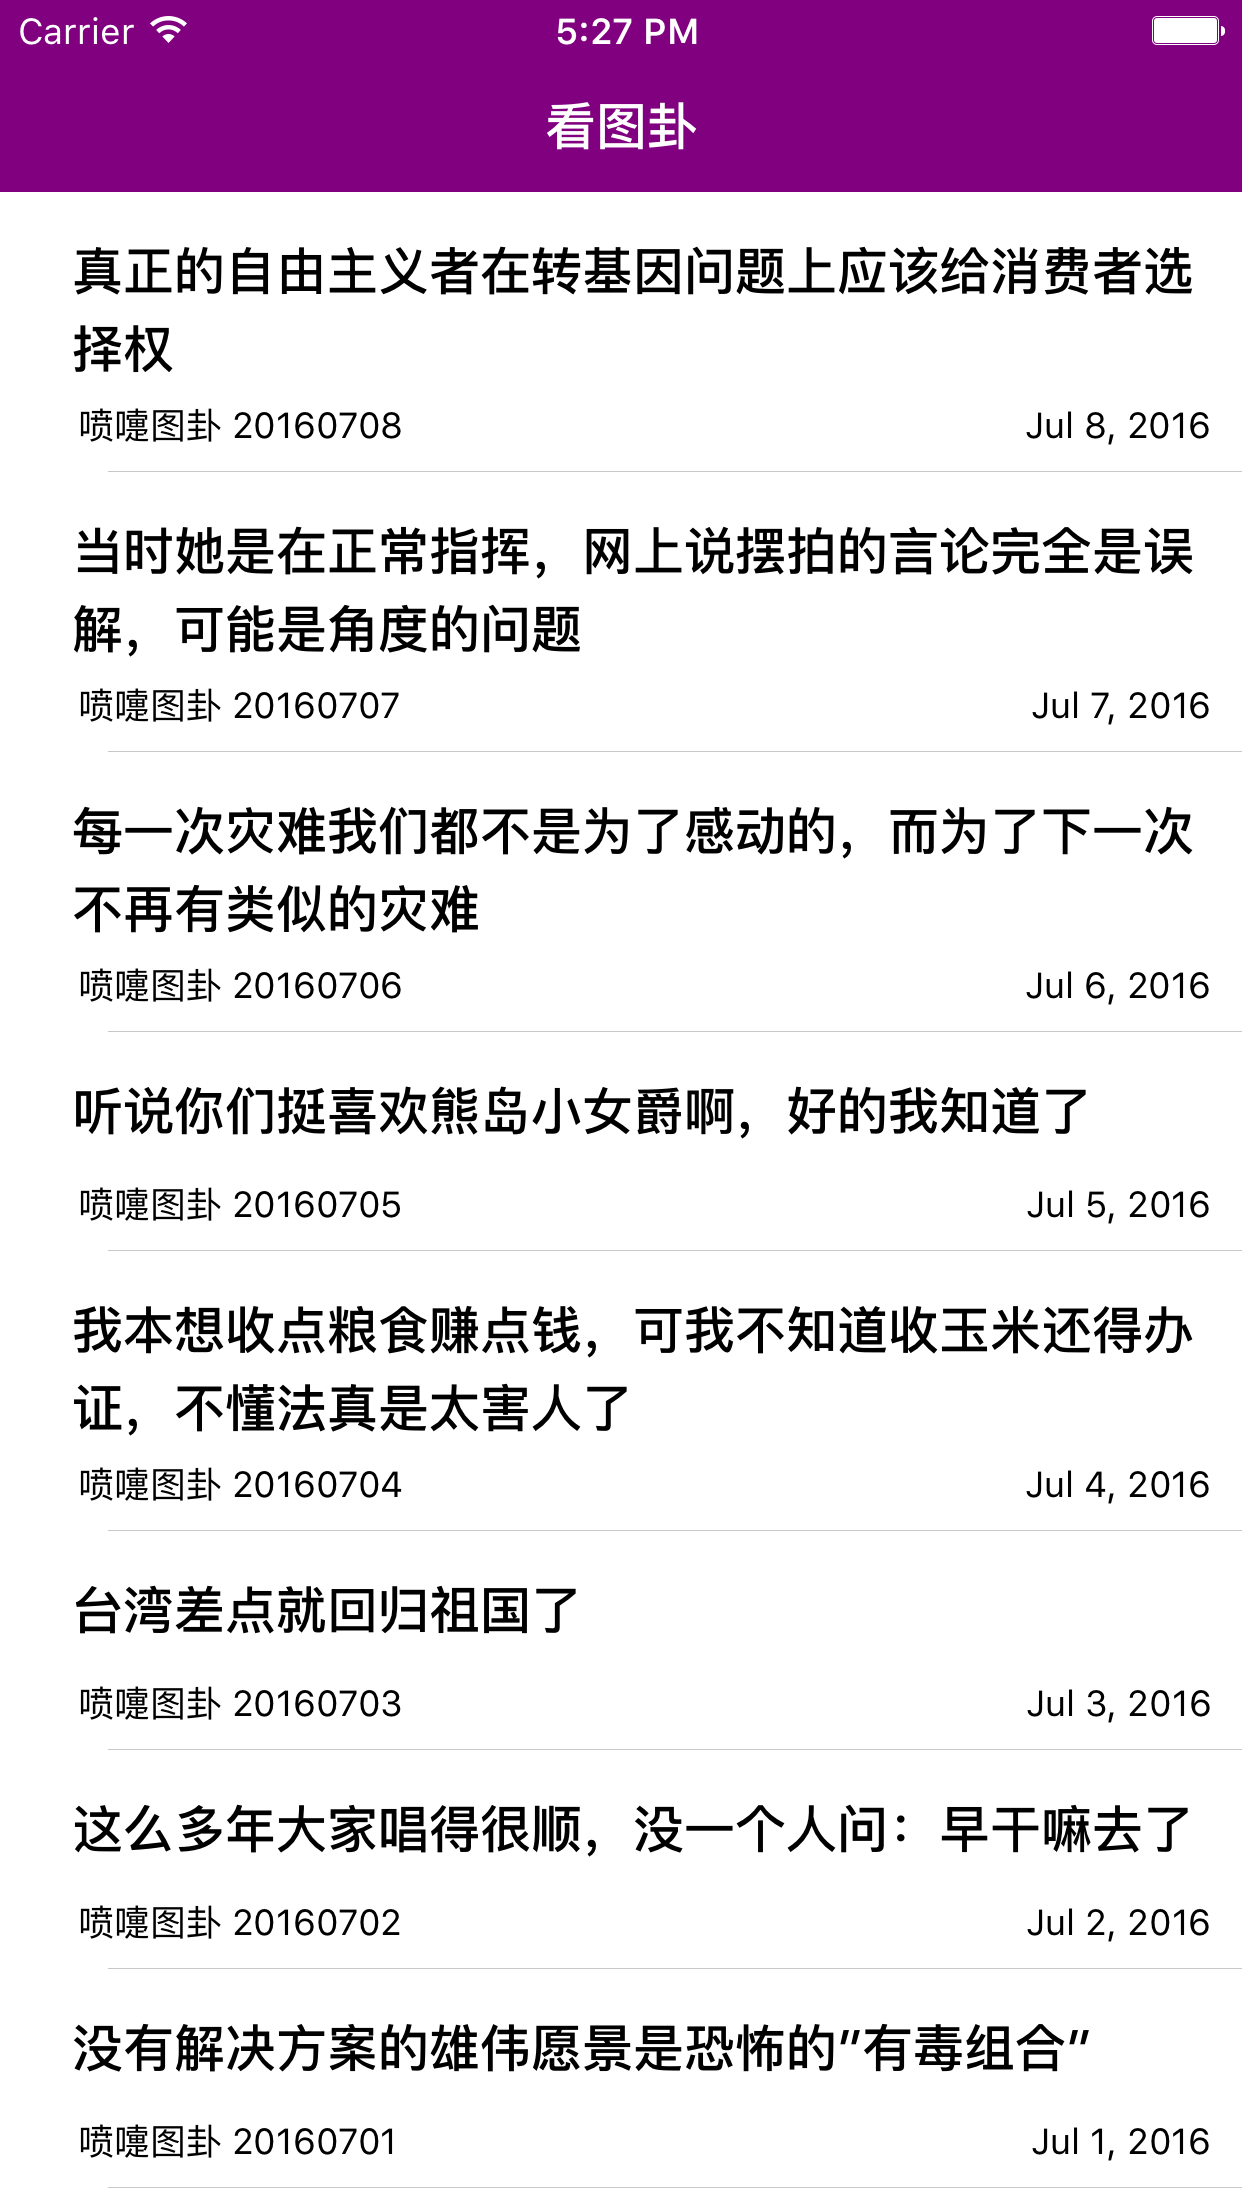 Carrier 5:27 PM
看图卦
真正的自由主义者在转基因问题上应该给消费者选
择权
喷嚏图卦 20160708 Jul 8, 2016
当时她是在正常指挥，网上说摆拍的言论完全是误
解，可能是角度的问题
喷嚏图卦 20160707 Jul 7, 2016
每一次灾难我们都不是为了感动的，而为了下一次
不再有类似的灾难
喷嚏图卦 20160706 Jul 6, 2016
听说你们挺喜欢熊岛小女爵啊，好的我知道了
喷嚏图卦 20160705 Jul 5, 2016
我本想收点粮食赚点钱，可我不知道收玉米还得办
证，不懂法真是太害人了
喷嚏图卦 20160704 Jul 4, 2016
台湾差点就回归祖国了
喷嚏图卦 20160703 Jul 3, 2016
这么多年大家唱得很顺，没一个人问：早干嘛去了
喷嚏图卦 20160702 Jul 2, 2016
没有解决方案的雄伟愿景是恐怖的"有毒组合"
喷嚏图卦 20160701 Jul 1, 2016